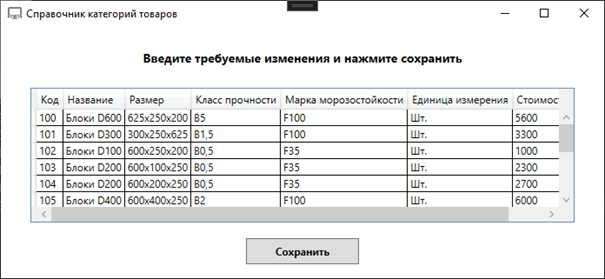 Справочник категорий товаров
Введите требуемые изменения и нажмите сохранить
Код Название Размер Класс прочности Марка морозостойкости Единица измерения Стоимост
100 Блоки D600 625x250x200 B5 F100 Шт. 5600
101 Блоки D300 300x250x625 B1,5 F100 Шт. 3300
102 Блоки D100 600x250x200 B0,5 F35 Шт. 1000
103 Блоки D200 600x100x250 B0,5 F35 Шт. 2300
104 Блоки D200 600x200x250 B0,5 F35 Шт. 2700
105 Блоки D400 600x400x250 B2 F100 Шт. 6000
Сохранить